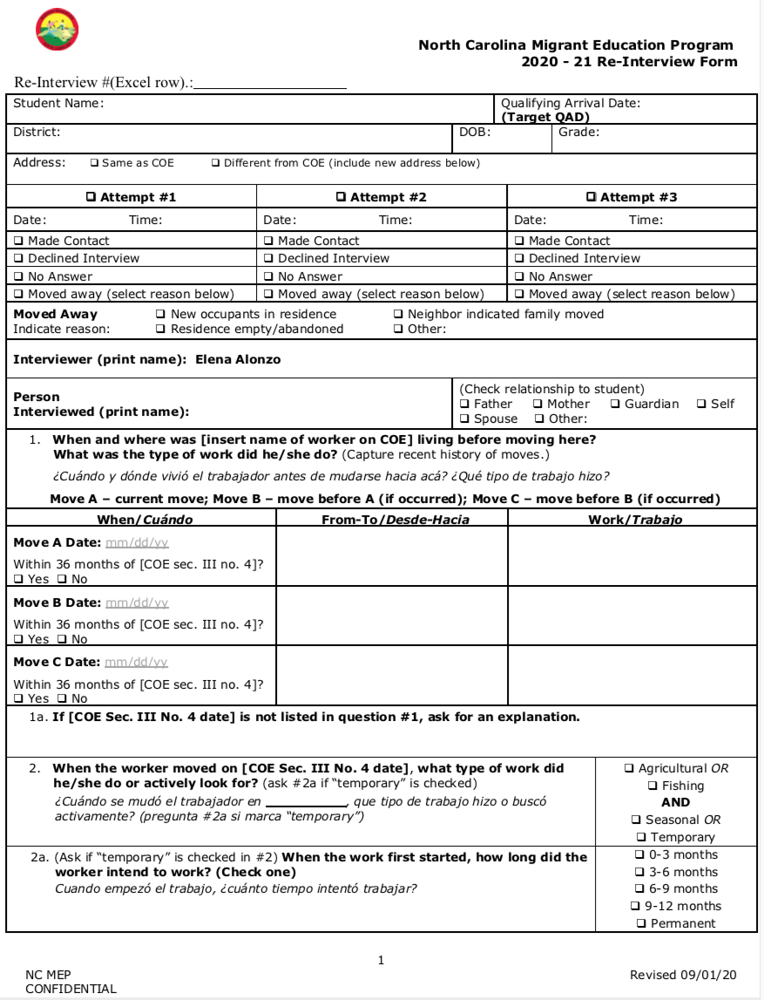 North Carolina Migrant Education Program
2020 - 21 Re-Interview Form
Re-Interview #(Excel row).:____________________
Student Name:
Qualifying Arrival Date:
(Target QAD)
District:
DOB:
Grade:
Address: ❑ Same as COE ❑ Different from COE (include new address below)
❑ Attempt #1 ❑ Attempt #2 ❑ Attempt #3
Date: Time: Date: Time: Date: Time:
❑ Made Contact ❑ Made Contact ❑ Made Contact
❑ Declined Interview ❑ Declined Interview ❑ Declined Interview
❑ No Answer ❑ No Answer ❑ No Answer
❑ Moved away (select reason below) ❑ Moved away (select reason below) ❑ Moved away (select reason below)
Moved Away ❑ New occupants in residence ❑ Neighbor indicated family moved
Indicate reason: ❑ Residence empty/abandoned ❑ Other:
Interviewer (print name): Elena Alonzo
Person
Interviewed (print name):
(Check relationship to student)
❑ Father ❑ Mother ❑ Guardian ❑ Self
❑ Spouse ❑ Other:
1. When and where was [insert name of worker on COE] living before moving here?
What was the type of work did he/she do? (Capture recent history of moves.)
¿Cuándo y dónde vivió el trabajador antes de mudarse hacia acá? ¿Qué tipo de trabajo hizo?
Move A – current move; Move B – move before A (if occurred); Move C – move before B (if occurred)
When/Cuándo From-To/Desde-Hacia Work/Trabajo
Move A Date: mm/dd/yy
Within 36 months of [COE sec. III no. 4]?
❑ Yes ❑ No
Move B Date: mm/dd/yy
Within 36 months of [COE sec. III no. 4]?
❑ Yes ❑ No
Move C Date: mm/dd/yy
Within 36 months of [COE sec. III no. 4]?
❑ Yes ❑ No
1a. If [COE Sec. III No. 4 date] is not listed in question #1, ask for an explanation.
2. When the worker moved on [COE Sec. III No. 4 date], what type of work did
he/she do or actively look for? (ask #2a if “temporary” is checked)
¿Cuándo se mudó el trabajador en ___________, que tipo de trabajo hizo o buscó
activamente? (pregunta #2a si marca “temporary”)
❑ Agricultural OR
❑ Fishing
AND
❑ Seasonal OR
❑ Temporary
2a. (Ask if “temporary” is checked in #2) When the work first started, how long did the
worker intend to work? (Check one)
Cuando empezó el trabajo, ¿cuánto tiempo intentó trabajar?
❑ 0-3 months
❑ 3-6 months
❑ 6-9 months
❑ 9-12 months
❑ Permanent
1
NC MEP
CONFIDENTIAL
Revised 09/01/20